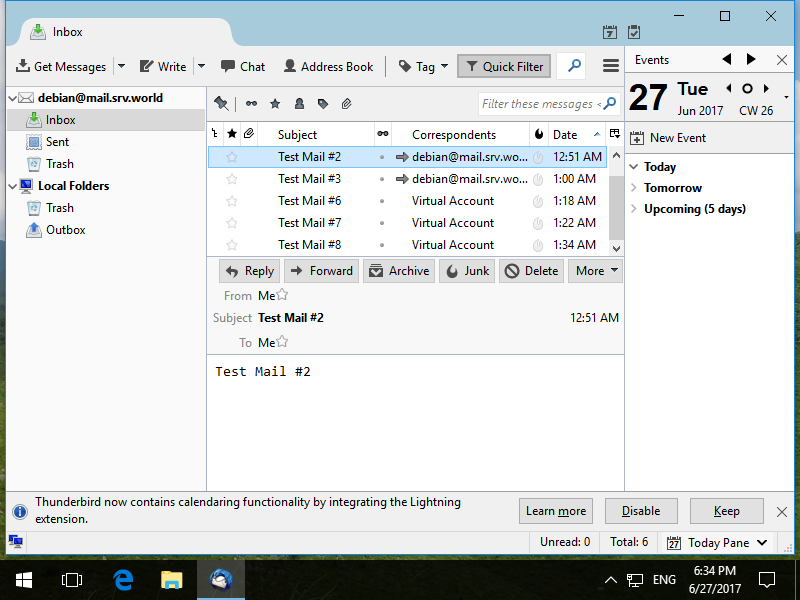 Inbox
Get Messages Write Chat Address Book Tag Quick Filter
Events
27 Tue
Jun 2017 CW 26
New Event
Today
Tomorrow
Upcoming (5 days)
debian@mail.srv.world
Inbox
Sent
Trash
Local Folders
Trash
Outbox
Filter these messages <
Subject Correspondents Date
Test Mail #2 debian@mail.srv.wo... 12:51 AM
Test Mail #3 debian@mail.srv.wo... 1:00 AM
Test Mail #6 Virtual Account 1:18 AM
Test Mail #7 Virtual Account 1:22 AM
Test Mail #8 Virtual Account 1:34 AM
Reply Forward Archive Junk Delete More
From Me
Subject Test Mail #2 12:51 AM
To Me
Test Mail #2
Thunderbird now contains calendaring functionality by integrating the Lightning
extension.
Learn more Disable Keep
Unread: 0 Total: 6 Today Pane
ENG
6:34 PM
6/27/2017